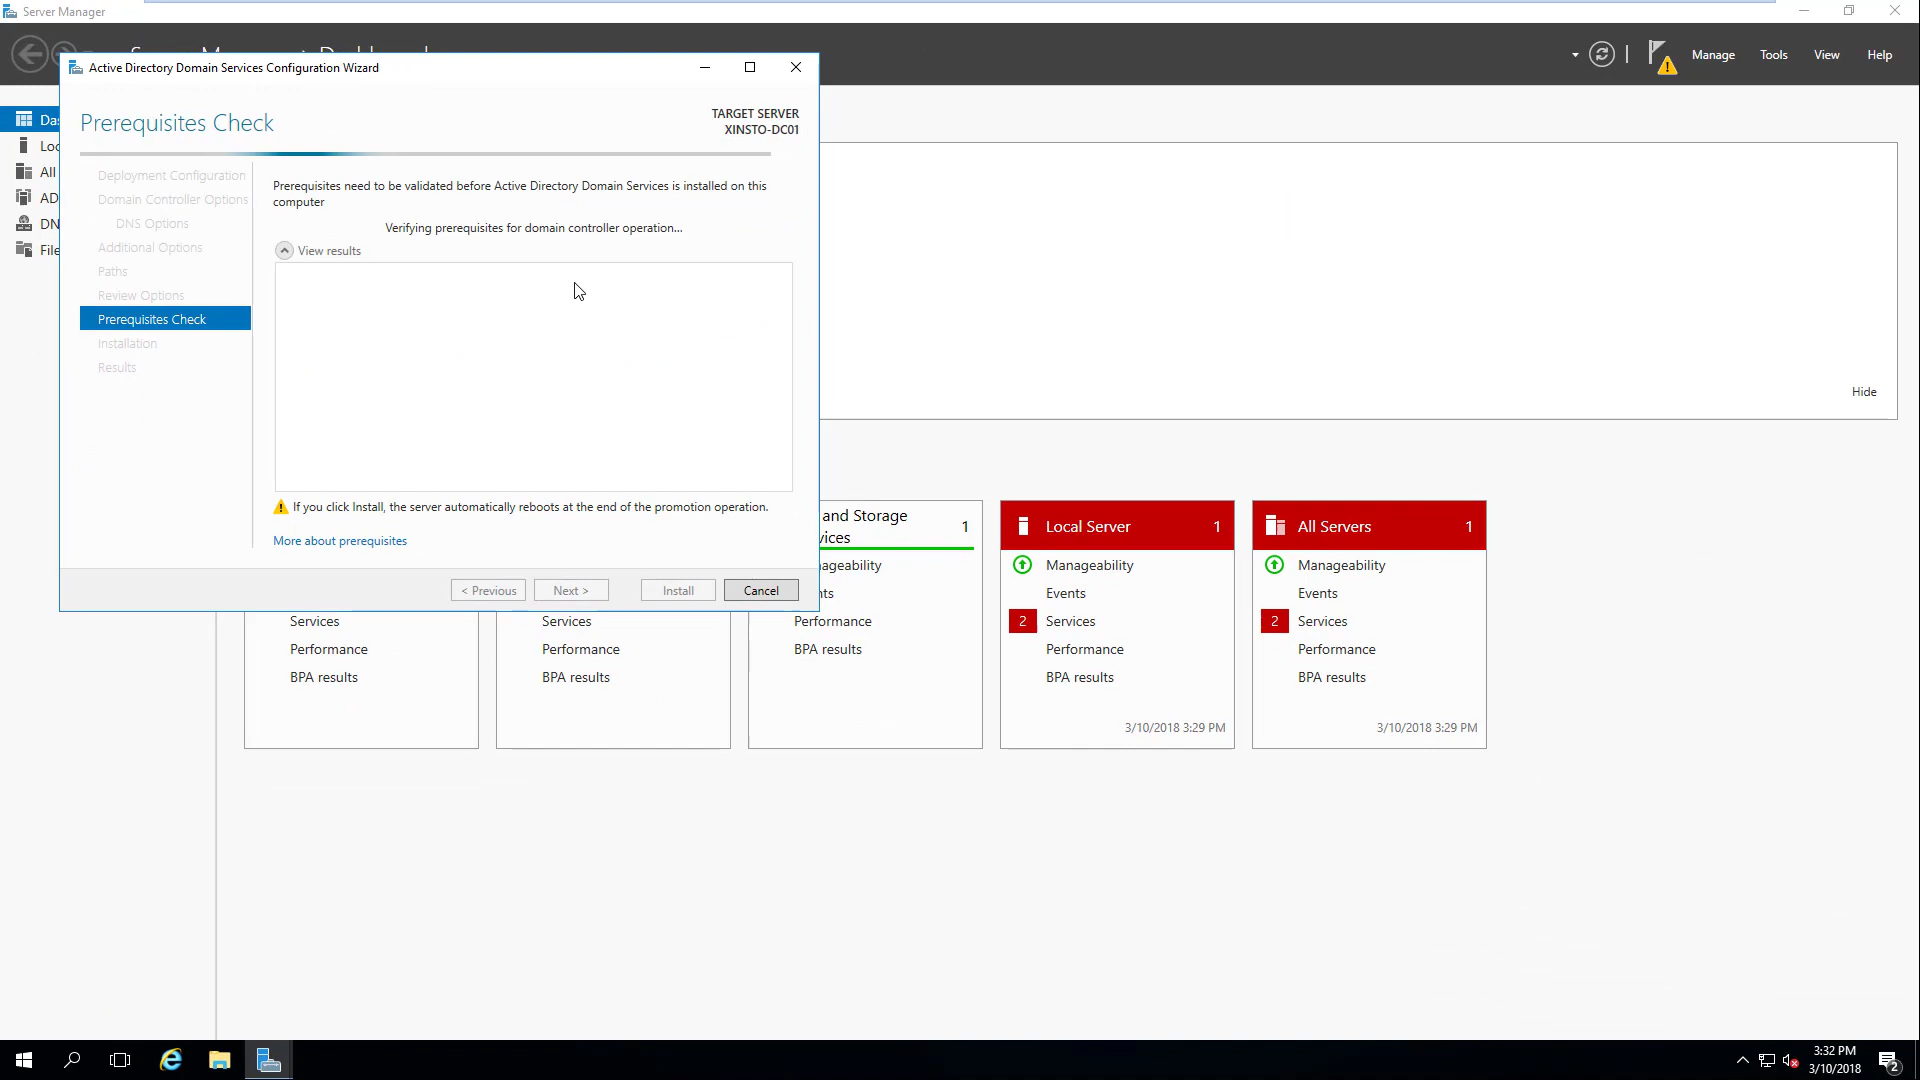 Server Manager
Manage
Tools
View
Help
Active Directory Domain Services Configuration Wizard
Prerequisites Check
TARGET SERVER
XINSTO-DC01
Deployment Configuration
Domain Controller Options
DNS Options
Additional Options
Paths
Review Options
Prerequisites Check
Installation
Results
Prerequisites need to be validated before Active Directory Domain Services is installed on this
computer
Verifying prerequisites for domain controller operation...
View results
If you click Install, the server automatically reboots at the end of the promotion operation.
More about prerequisites
< Previous
Next >
Install
Cancel
All
AD
Hide
and Storage
1
Services
Performance
BPA results
Services
Performance
BPA results
Performance
BPA results
Local Server
1
Manageability
Events
2
Services
Performance
BPA results
3/10/2018 3:29 PM
All Servers
1
Manageability
Events
2
Services
Performance
BPA results
3/10/2018 3:29 PM
3:32 PM
3/10/2018
2